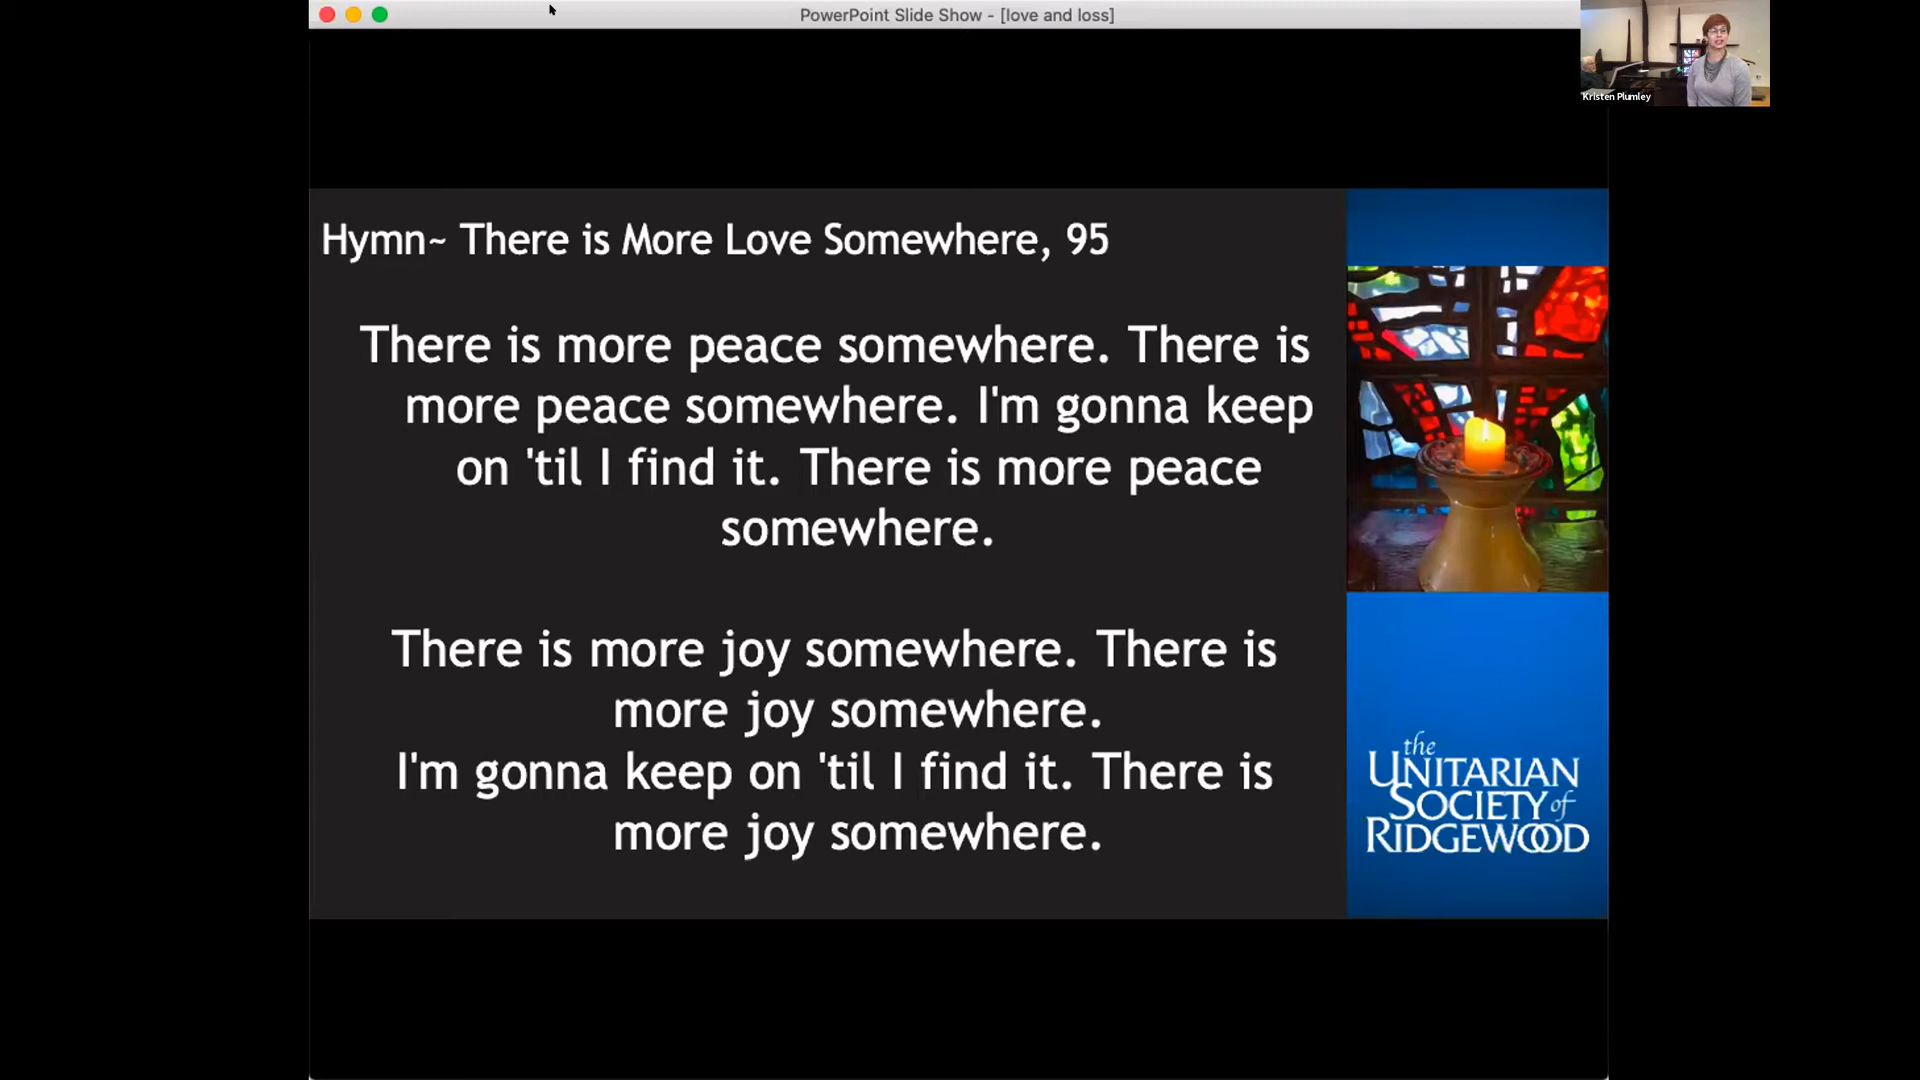 PowerPoint Slide Show - [love and loss]
Kristen Plumley
Hymn~ There is More Love Somewhere, 95
There is more peace somewhere. There is
more peace somewhere. I'm gonna keep
on 'til I find it. There is more peace
somewhere.
There is more joy somewhere. There is
more joy somewhere.
I'm gonna keep on 'til I find it. There is
more joy somewhere.
the
UNITARIAN
SOCIETY of
RIDGEWOOD